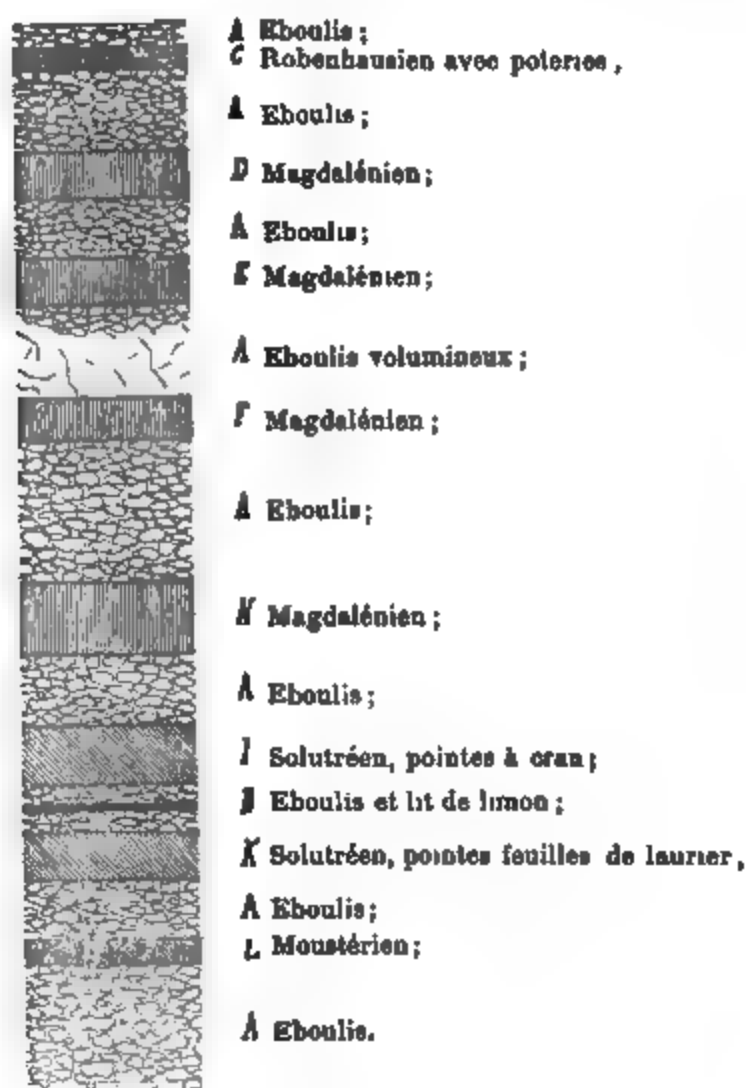 A Eboulis;
C Robenhausien avec poteries,
A Eboulis;
D Magdalénien;
A Eboulis;
E Magdalénien;
A Eboulis volumineux;
F Magdalénien;
A Eboulis;
H Magdalénien;
A Eboulis;
I Solutréen, pointes à cran;
B Eboulis et lit de limon;
K Solutréen, pointes feuilles de laurier,
A Eboulis;
L Moustérien;
A Eboulis.